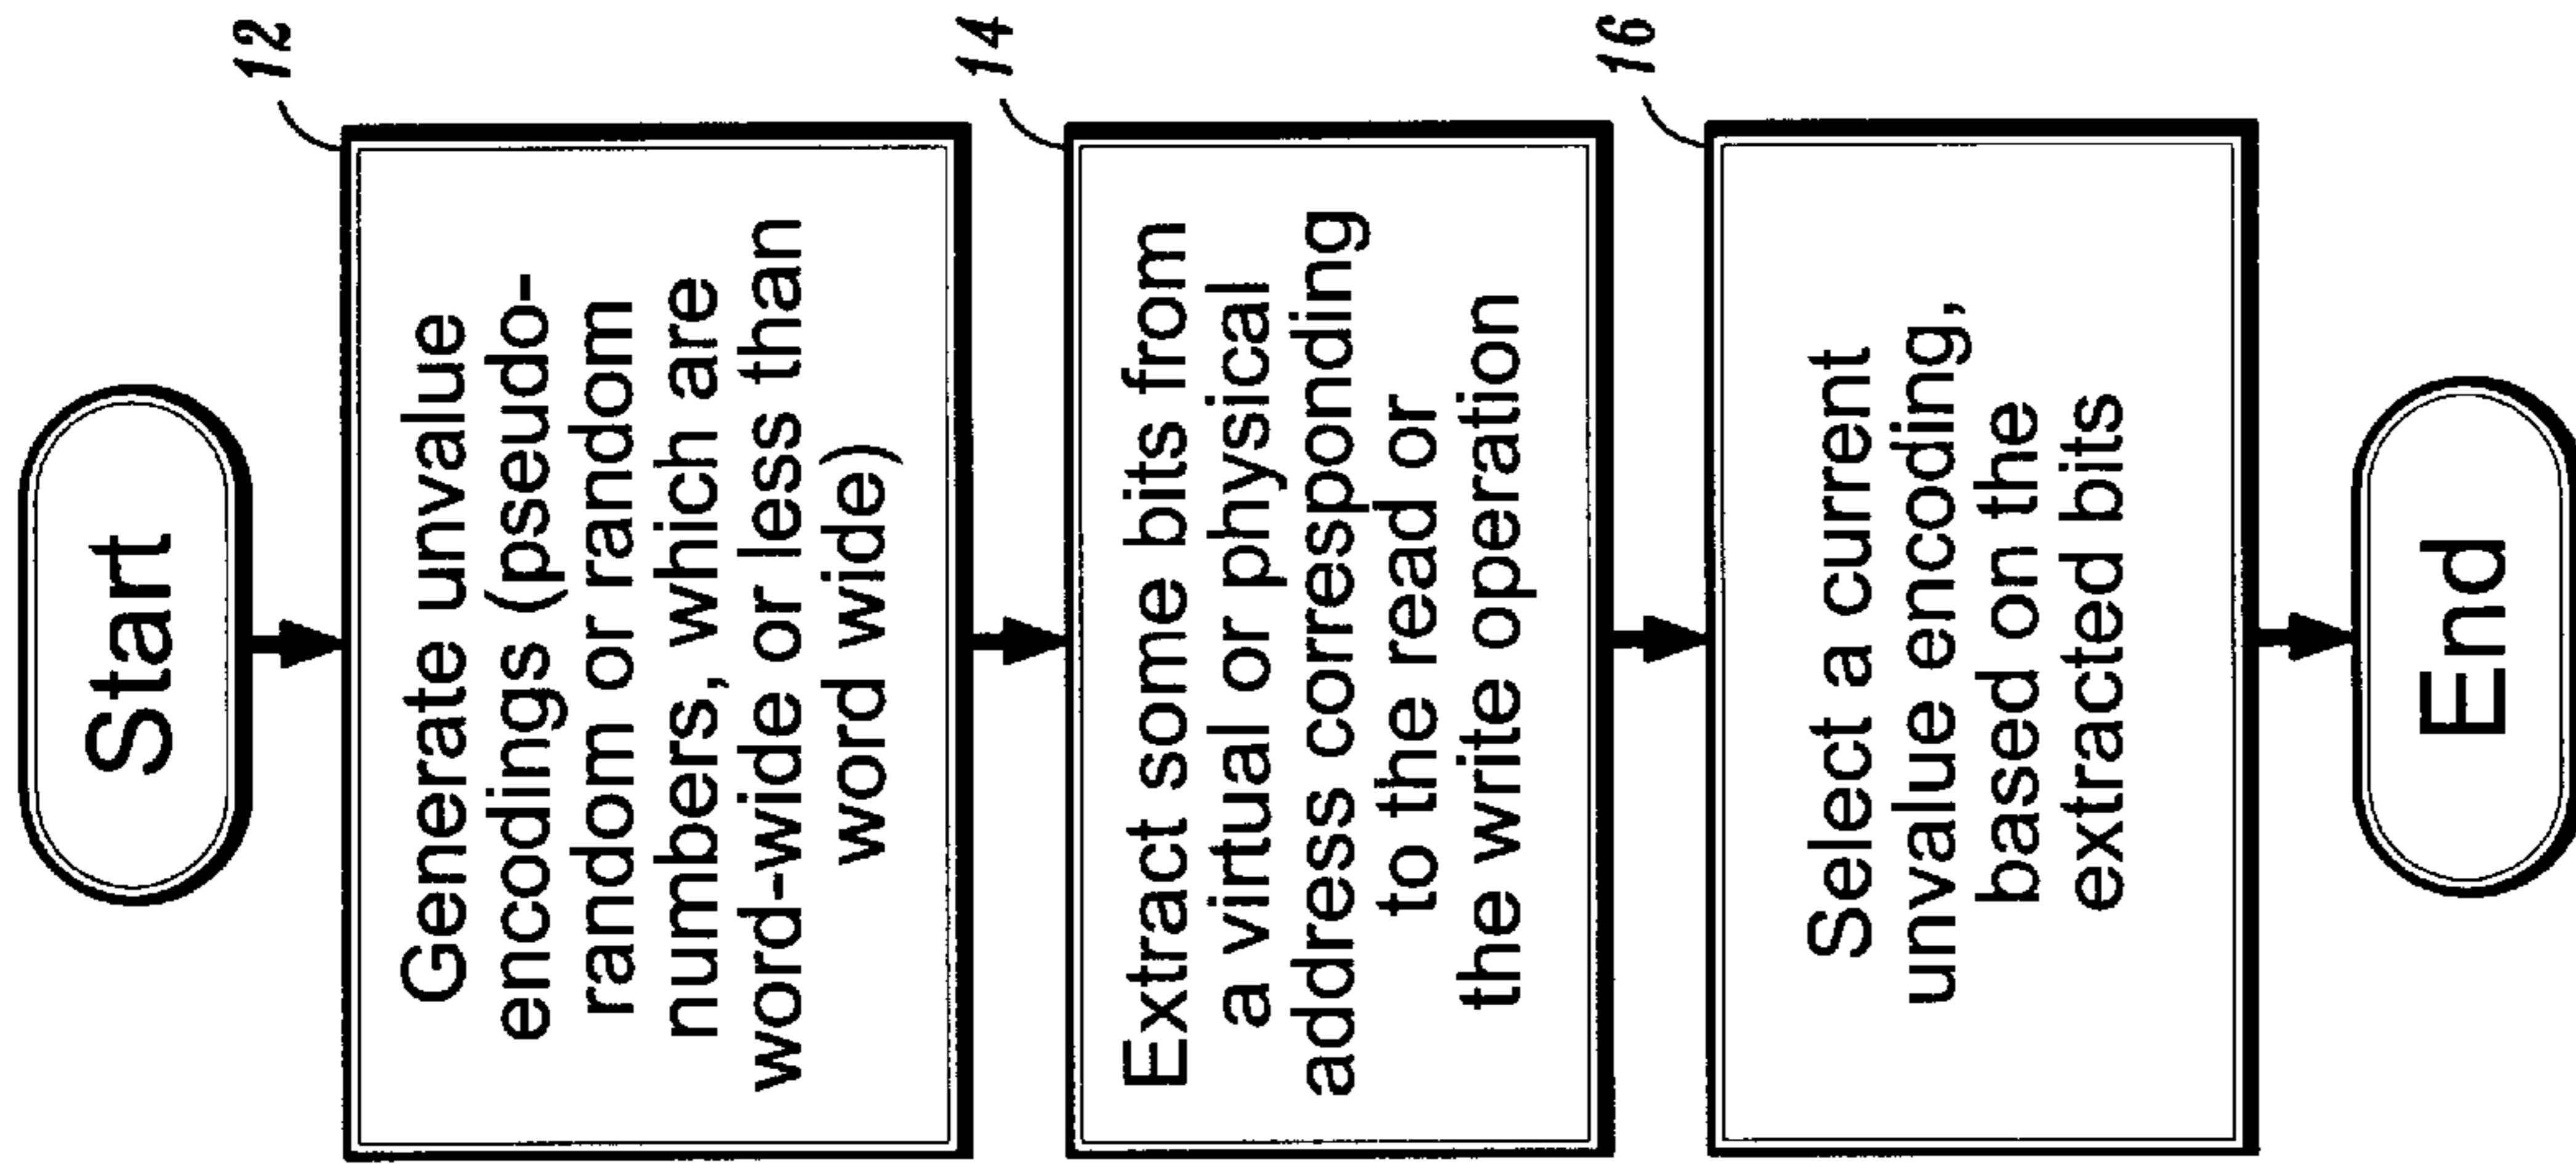 Start
12
Generate unvalue
encodings (pseudo-
random or random
numbers, which are
word-wide or less than
word wide)
14
Extract some bits from
a virtual or physical
address corresponding
to the read or
the write operation
16
Select a current
unvalue encoding,
based on the
extracted bits
End